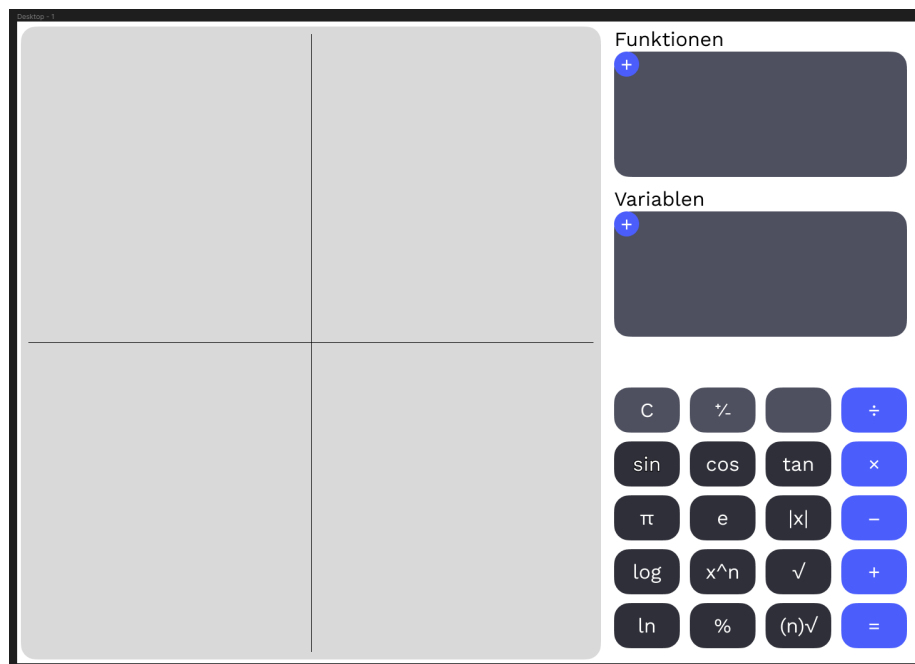 Desktop - 1
Funktionen
+
Variablen
+
C ⁺∕₋ ÷
sin cos tan ×
π e |x| −
log x^n √ +
ln % (n)√ =